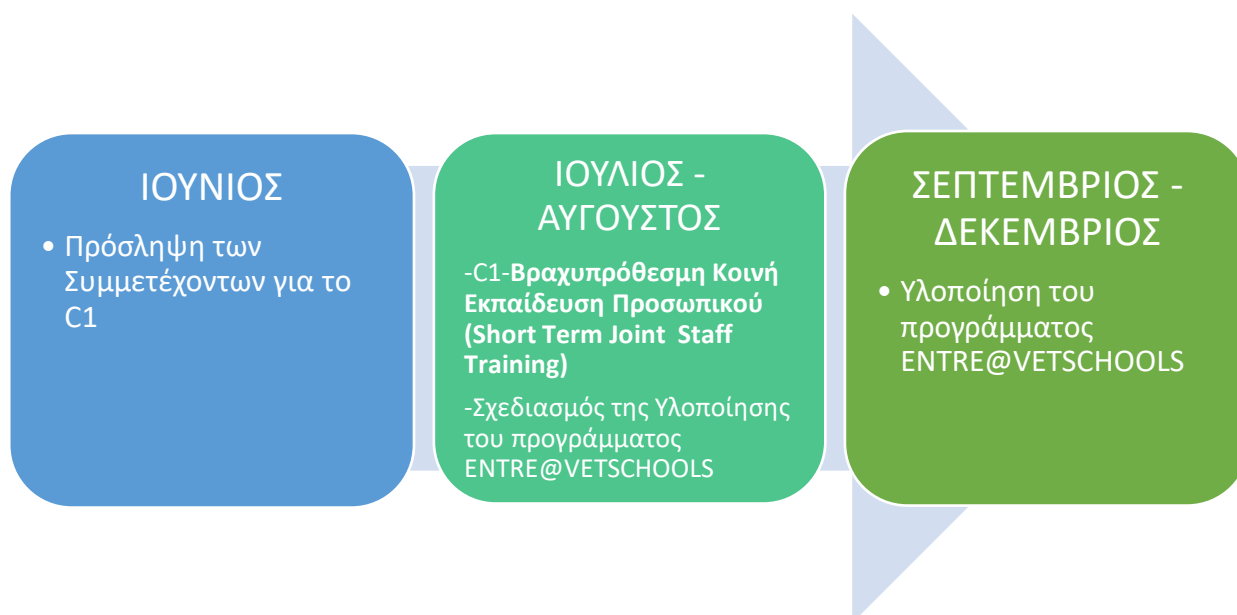 ΙΟΥΝΙΟΣ
• Πρόσληψη των
Συμμετέχοντων για το
C1
ΙΟΥΛΙΟΣ -
ΑΥΓΟΥΣΤΟΣ
-C1-Βραχυπρόθεσμη Κοινή
Εκπαίδευση Προσωπικού
(Short Term Joint Staff
Training)
-Σχεδιασμός της Υλοποίησης
του προγράμματος
ENTRE@VETSCHOOLS
ΣΕΠΤΕΜΒΡΙΟΣ -
ΔΕΚΕΜΒΡΙΟΣ
• Υλοποίηση του
προγράμματος
ENTRE@VETSCHOOLS